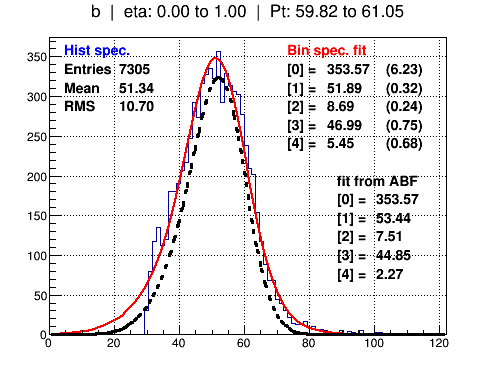 b | eta: 0.00 to 1.00 | Pt: 59.82 to 61.05
Hist spec.
Entries 7305
Mean 51.34
RMS 10.70
Bin spec. fit
[0] = 353.57 (6.23)
[1] = 51.89 (0.32)
[2] = 8.69 (0.24)
[3] = 46.99 (0.75)
[4] = 5.45 (0.68)
fit from ABF
[0] = 353.57
[1] = 53.44
[2] = 7.51
[3] = 44.85
[4] = 2.27
350
300
250
200
150
100
50
0
0 20 40 60 80 100 120